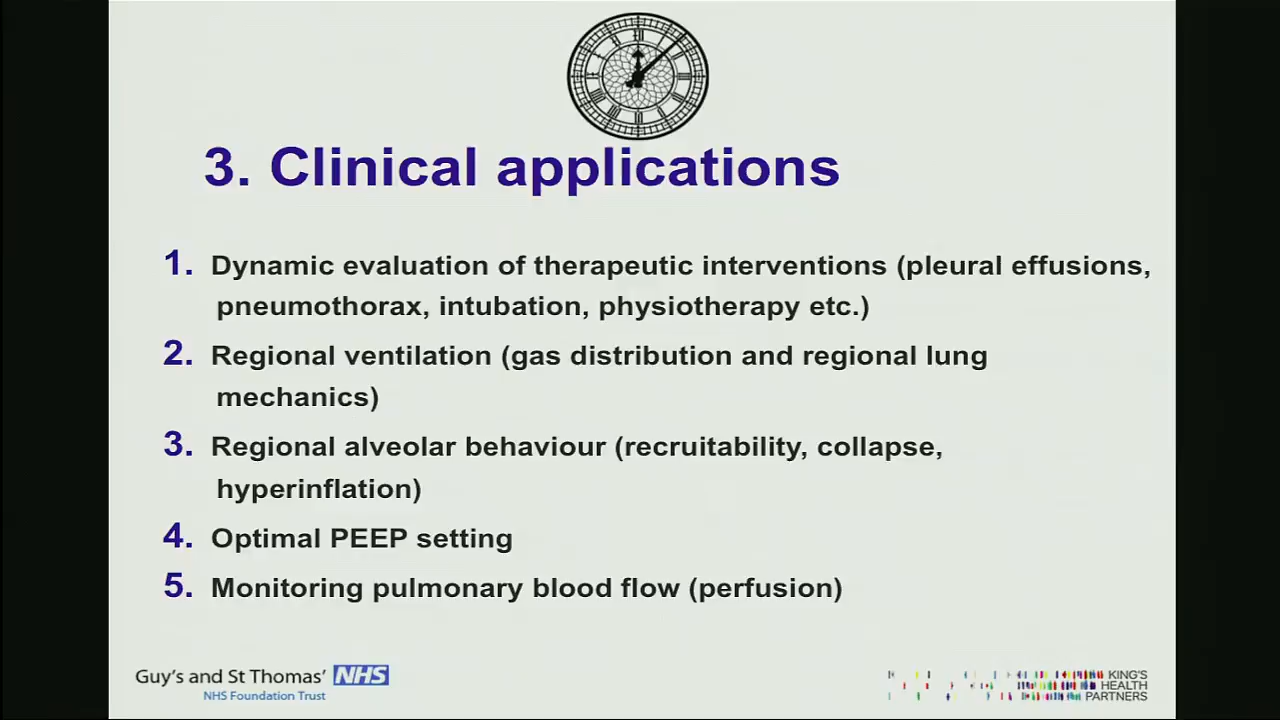 3. Clinical applications
1. Dynamic evaluation of therapeutic interventions (pleural effusions,
pneumothorax, intubation, physiotherapy etc.)
2. Regional ventilation (gas distribution and regional lung
mechanics)
3. Regional alveolar behaviour (recruitability, collapse,
hyperinflation)
4. Optimal PEEP setting
5. Monitoring pulmonary blood flow (perfusion)
Guy's and St Thomas' NHS
NHS Foundation Trust
KING'S
HEALTH
PARTNERS